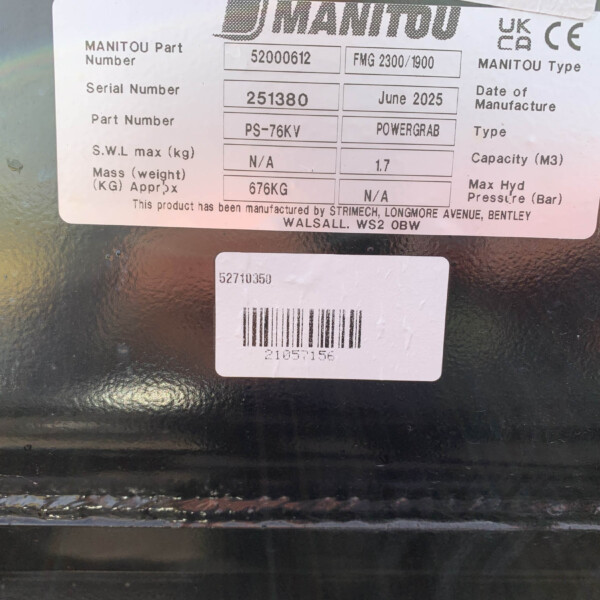 MANITOU
UK CA CE
MANITOU Part Number 52000612 FMG 2300/1900 MANITOU Type
Serial Number 251380 June 2025 Date of Manufacture
Part Number PS-76KV POWERGRAB Type
S.W.L max (kg) N/A 1.7 Capacity (M3)
Mass (weight) (KG) Approx 676KG N/A Max Hyd Pressure (Bar)
This product has been manufactured by STRIMECH, LONGMORE AVENUE, BENTLEY
WALSALL. WS2 0BW
52710350
21057156